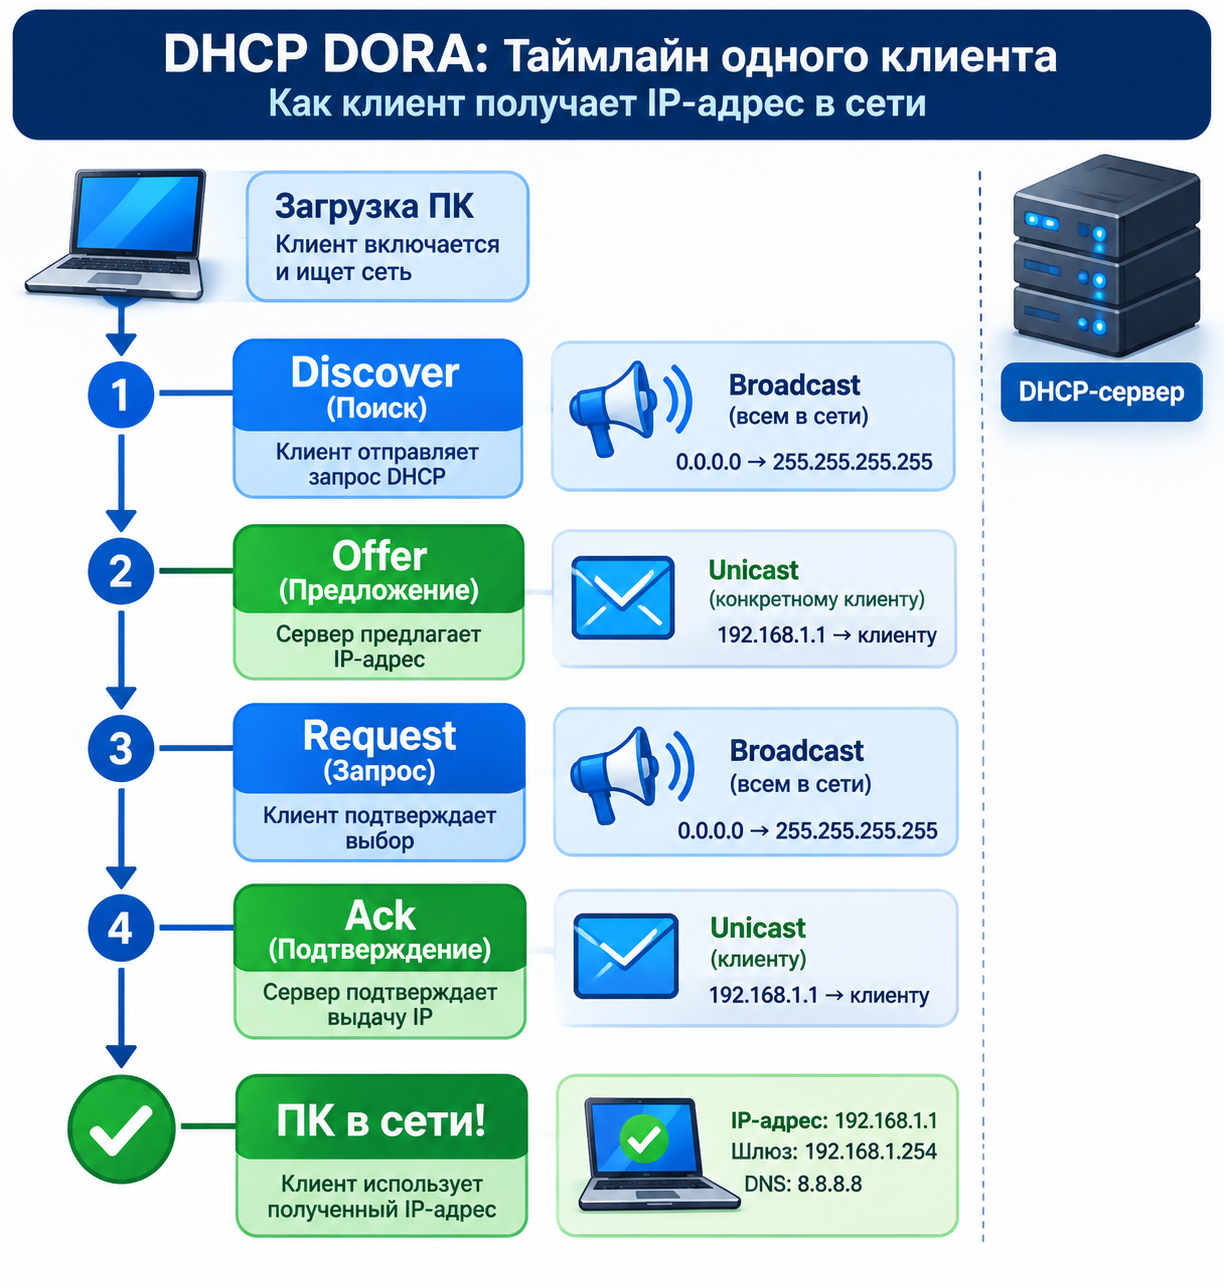 DHCP DORA: Таймлайн одного клиента
Как клиент получает IP-адрес в сети
Загрузка ПК
Клиент включается
и ищет сеть
DHCP-сервер
1
Discover
(Поиск)
Клиент отправляет
запрос DHCP
Broadcast
(всем в сети)
0.0.0.0 → 255.255.255.255
2
Offer
(Предложение)
Сервер предлагает
IP-адрес
Unicast
(конкретному клиенту)
192.168.1.1 → клиенту
3
Request
(Запрос)
Клиент подтверждает
выбор
Broadcast
(всем в сети)
0.0.0.0 → 255.255.255.255
4
Ack
(Подтверждение)
Сервер подтверждает
выдачу IP
Unicast
(клиенту)
192.168.1.1 → клиенту
ПК в сети!
Клиент использует
полученный IP-адрес
IP-адрес: 192.168.1.1
Шлюз: 192.168.1.254
DNS: 8.8.8.8